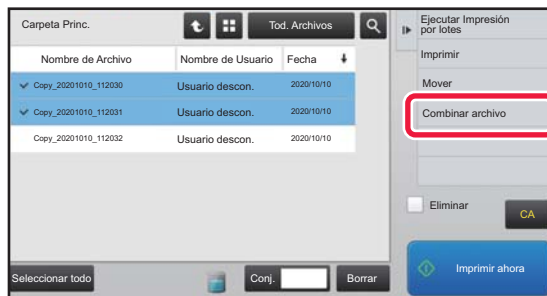 Carpeta Princ.
Tod. Archivos
Nombre de Archivo
Nombre de Usuario
Fecha
Copy_20201010_112030
Usuario descon.
2020/10/10
Copy_20201010_112031
Usuario descon.
2020/10/10
Copy_20201010_112032
Usuario descon.
2020/10/10
Seleccionar todo
Conj.
Borrar
Ejecutar Impresión
por lotes
Imprimir
Mover
Combinar archivo
Eliminar
CA
Imprimir ahora